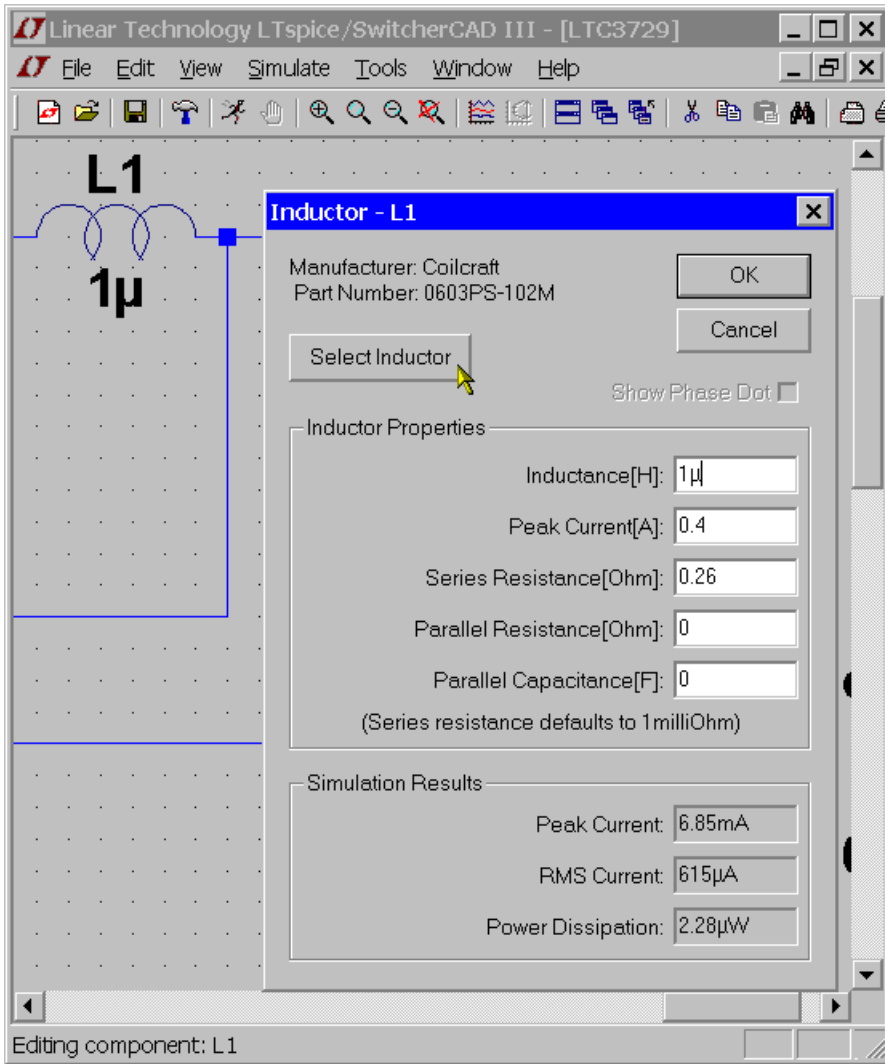 Linear Technology LTspice/SwitcherCAD III - [LTC3729]
File Edit View Simulate Tools Window Help
L1
1µ
Inductor - L1
Manufacturer: Coilcraft
Part Number: 0603PS-102M
OK
Cancel
Select Inductor
Show Phase Dot
Inductor Properties
Inductance[H]: 1µ
Peak Current[A]: 0.4
Series Resistance[Ohm]: 0.26
Parallel Resistance[Ohm]: 0
Parallel Capacitance[F]: 0
(Series resistance defaults to 1milliOhm)
Simulation Results
Peak Current: 6.85mA
RMS Current: 615µA
Power Dissipation: 2.28µW
Editing component: L1